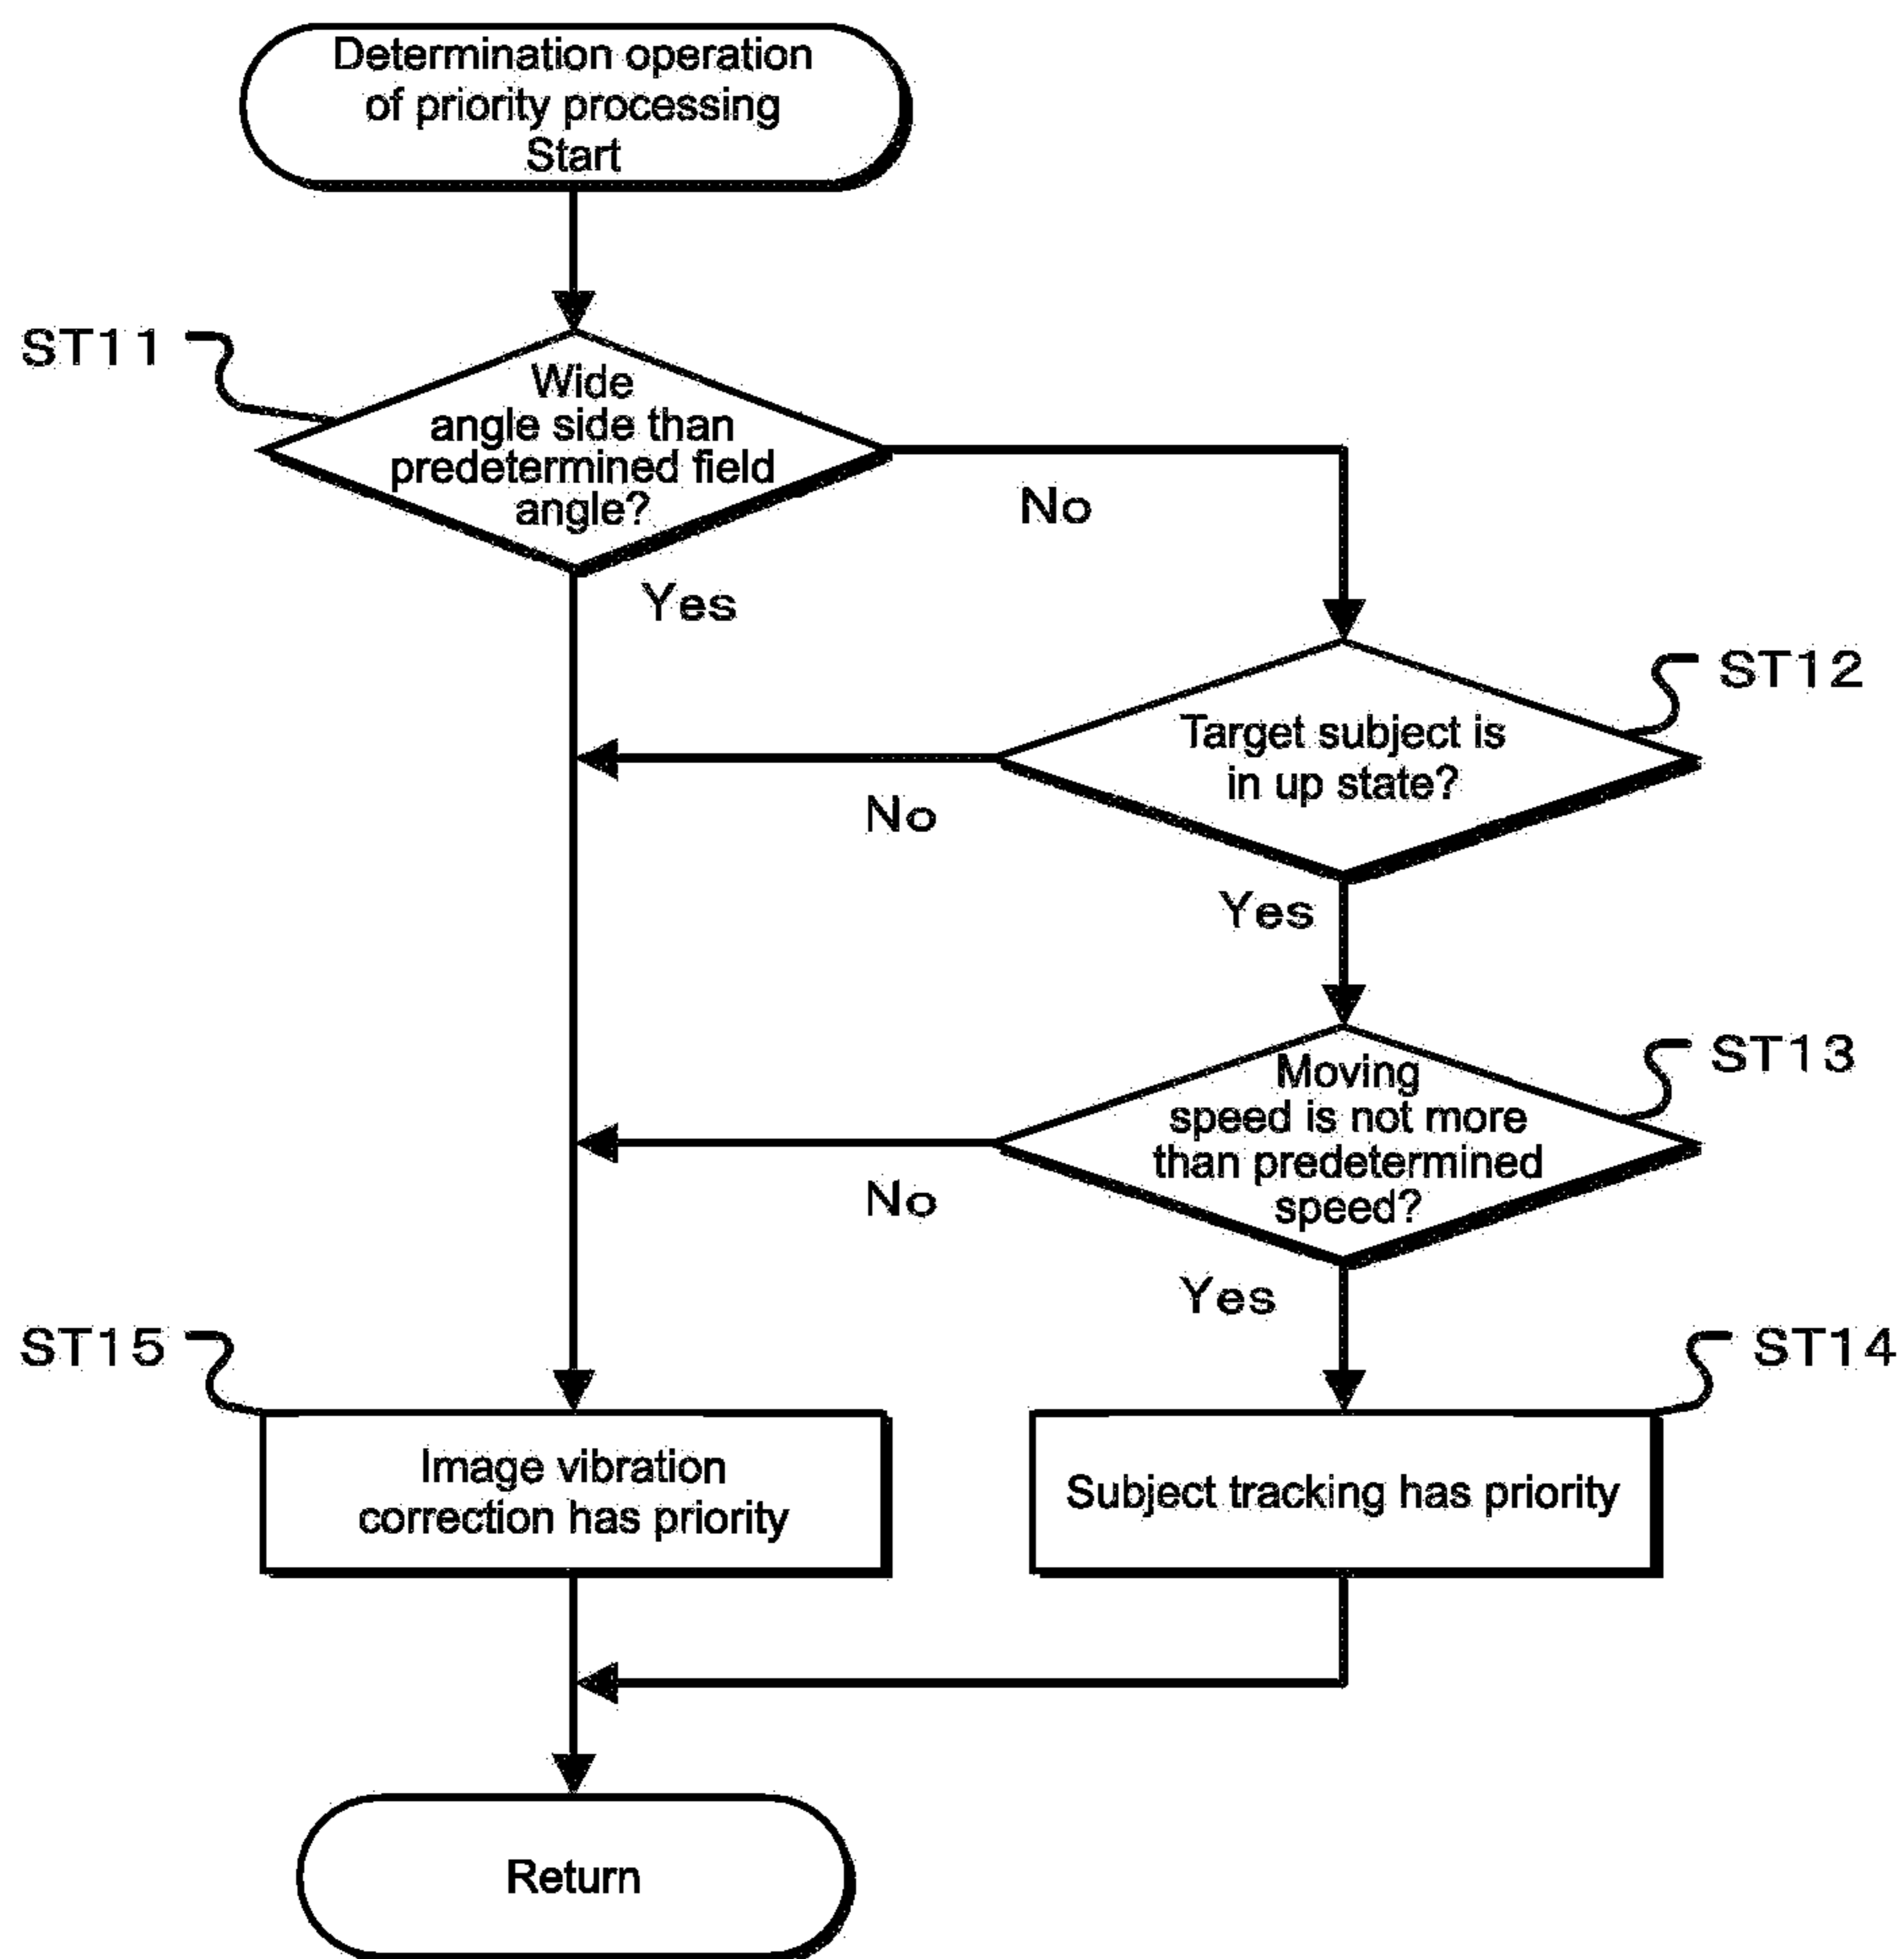 Determination operation
of priority processing
Start
ST11
Wide
angle side than
predetermined field
angle?
No
Yes
ST12
Target subject is
in up state?
No
Yes
ST13
Moving
speed is not more
than predetermined
speed?
No
Yes
ST15
ST14
Image vibration
correction has priority
Subject tracking has priority
Return